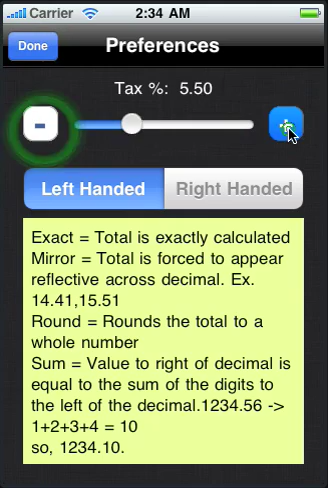 Carrier 2:34 AM
Done Preferences
Tax %: 5.50
- +
Left Handed Right Handed
Exact = Total is exactly calculated
Mirror = Total is forced to appear
reflective across decimal. Ex.
14.41,15.51
Round = Rounds the total to a
whole number
Sum = Value to right of decimal is
equal to the sum of the digits to
the left of the decimal.1234.56 ->
1+2+3+4 = 10
so, 1234.10.